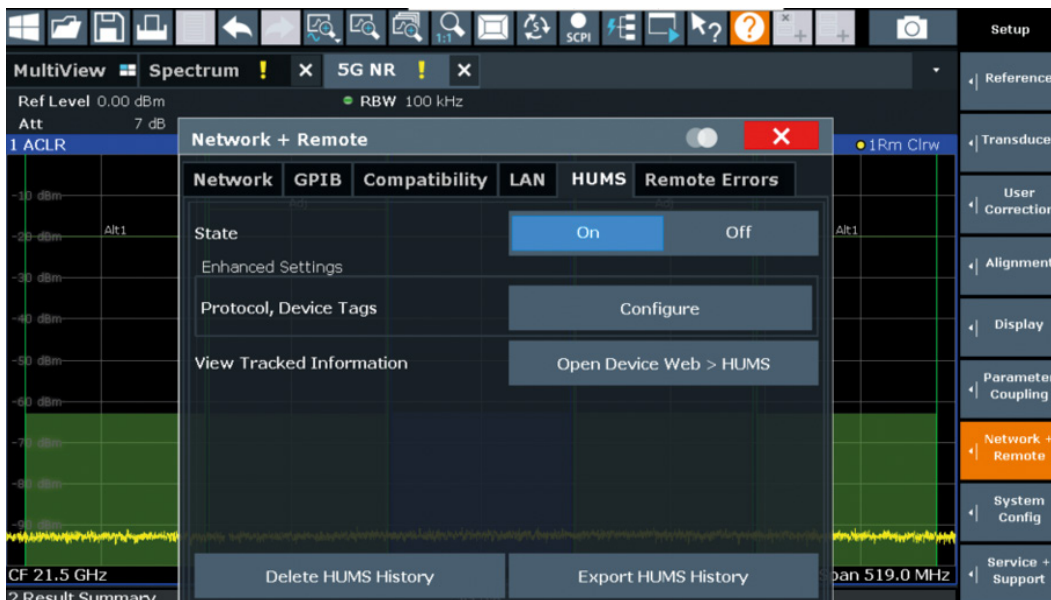 1:1
SCPI
?
?
Setup
MultiView
Spectrum ! X
5G NR ! X
Ref Level 0.00 dBm
RBW 100 kHz
Att 7 dB
1 ACLR
1Rm Clrw
Network + Remote
X
Network
GPIB
Compatibility
LAN
HUMS
Remote Errors
-10 dBm
Adj
Adj
-20 dBm
Alt1
Alt1
State
On
Off
Enhanced Settings
-30 dBm
Protocol, Device Tags
Configure
-40 dBm
View Tracked Information
Open Device Web > HUMS
-50 dBm
-60 dBm
-70 dBm
-80 dBm
-90 dBm
Delete HUMS History
Export HUMS History
CF 21.5 GHz
pan 519.0 MHz
2 Result Summary
Reference
Transduce
User
Correction
Alignment
Display
Parameter
Coupling
Network +
Remote
System
Config
Service +
Support